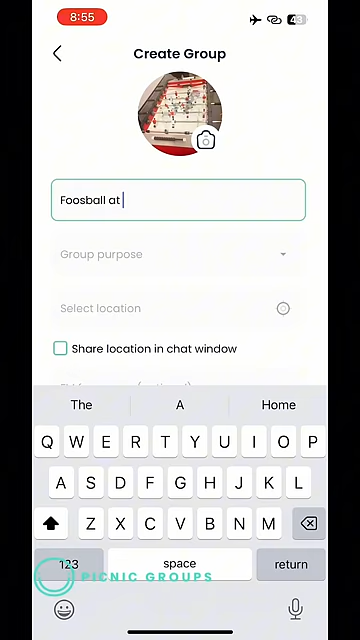 8:55
43
Create Group
Foosball at
Group purpose
Select location
Share location in chat window
The A Home
Q W E R T Y U I O P
A S D F G H J K L
Z X C V B N M
123 space return
PICNIC GROUPS